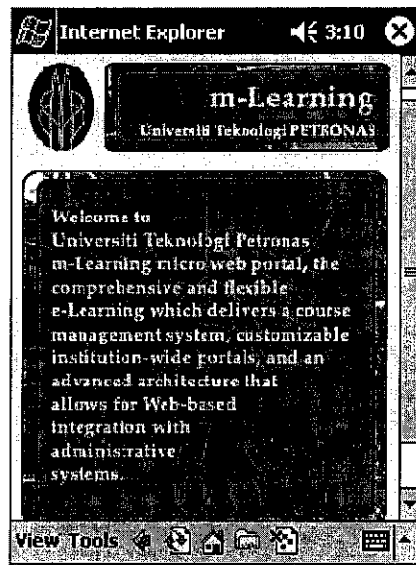 Internet Explorer 3:10
m-Learning
Universiti Teknologi PETRONAS
Welcome to
Universiti Teknologi Petronas
m-Learning micro web portal, the
comprehensive and flexible
e-Learning which delivers a course
management system, customizable
institution-wide portals, and an
advanced architecture that
allows for Web-based
integration with
administrative
systems.
View Tools